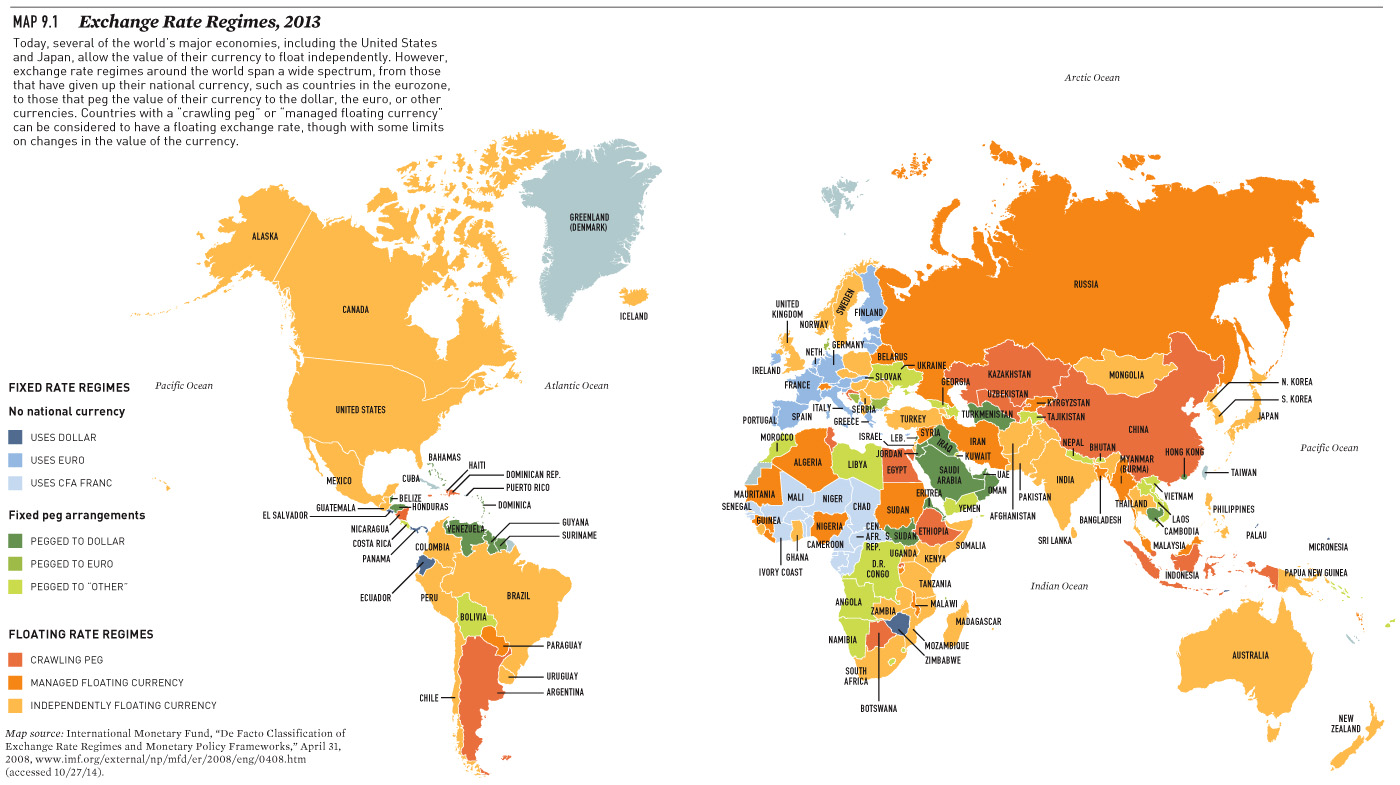 MAP 9.1 Exchange Rate Regimes, 2013
Today, several of the world's major economies, including the United States
and Japan, allow the value of their currency to float independently. However,
exchange rate regimes around the world span a wide spectrum, from those
that have given up their national currency, such as countries in the eurozone,
to those that peg the value of their currency to the dollar, the euro, or other
currencies. Countries with a "crawling peg" or "managed floating currency"
can be considered to have a floating exchange rate, though with some limits
on changes in the value of the currency.
Arctic Ocean
GREENLAND
(DENMARK)
ALASKA
CANADA
ICELAND
UNITED STATES
MEXICO
Pacific Ocean
Atlantic Ocean
BAHAMAS
CUBA
HAITI
DOMINICAN REP.
PUERTO RICO
DOMINICA
BELIZE
GUATEMALA
HONDURAS
EL SALVADOR
NICARAGUA
COSTA RICA
PANAMA
VENEZUELA
GUYANA
SURINAME
COLOMBIA
ECUADOR
PERU
BRAZIL
BOLIVIA
PARAGUAY
URUGUAY
ARGENTINA
CHILE
RUSSIA
SWEDEN
FINLAND
NORWAY
UNITED
KINGDOM
NETH.
GERMANY
IRELAND
FRANCE
BELARUS
UKRAINE
SLOVAK
GEORGIA
ITALY
SERBIA
SPAIN
GREECE
PORTUGAL
TURKEY
KAZAKHSTAN
UZBEKISTAN
TURKMENISTAN
KYRGYZSTAN
TAJIKISTAN
MONGOLIA
CHINA
N. KOREA
S. KOREA
JAPAN
Pacific Ocean
MOROCCO
ISRAEL
LEB.
SYRIA
IRAQ
IRAN
JORDAN
KUWAIT
ALGERIA
LIBYA
EGYPT
SAUDI
ARABIA
UAE
OMAN
YEMEN
AFGHANISTAN
PAKISTAN
INDIA
NEPAL
BHUTAN
BANGLADESH
MYANMAR
(BURMA)
HONG KONG
TAIWAN
THAILAND
VIETNAM
LAOS
CAMBODIA
PHILIPPINES
SRI LANKA
MALAYSIA
INDONESIA
PALAU
MICRONESIA
PAPUA NEW GUINEA
MAURITANIA
MALI
NIGER
CHAD
SUDAN
ERITREA
SENEGAL
GUINEA
IVORY COAST
GHANA
NIGERIA
CAMEROON
CEN.
AFR.
REP.
S
SUDAN
ETHIOPIA
SOMALIA
UGANDA
KENYA
D.R.
CONGO
TANZANIA
ANGOLA
ZAMBIA
MALAWI
MADAGASCAR
NAMIBIA
MOZAMBIQUE
ZIMBABWE
SOUTH
AFRICA
BOTSWANA
Indian Ocean
AUSTRALIA
NEW
ZEALAND
FIXED RATE REGIMES
No national currency
USES DOLLAR
USES EURO
USES CFA FRANC
Fixed peg arrangements
PEGGED TO DOLLAR
PEGGED TO EURO
PEGGED TO "OTHER"
FLOATING RATE REGIMES
CRAWLING PEG
MANAGED FLOATING CURRENCY
INDEPENDENTLY FLOATING CURRENCY
Map source: International Monetary Fund, "De Facto Classification of
Exchange Rate Regimes and Monetary Policy Frameworks," April 31,
2008, www.imf.org/external/np/mfd/er/2008/eng/0408.htm
(accessed 10/27/14).